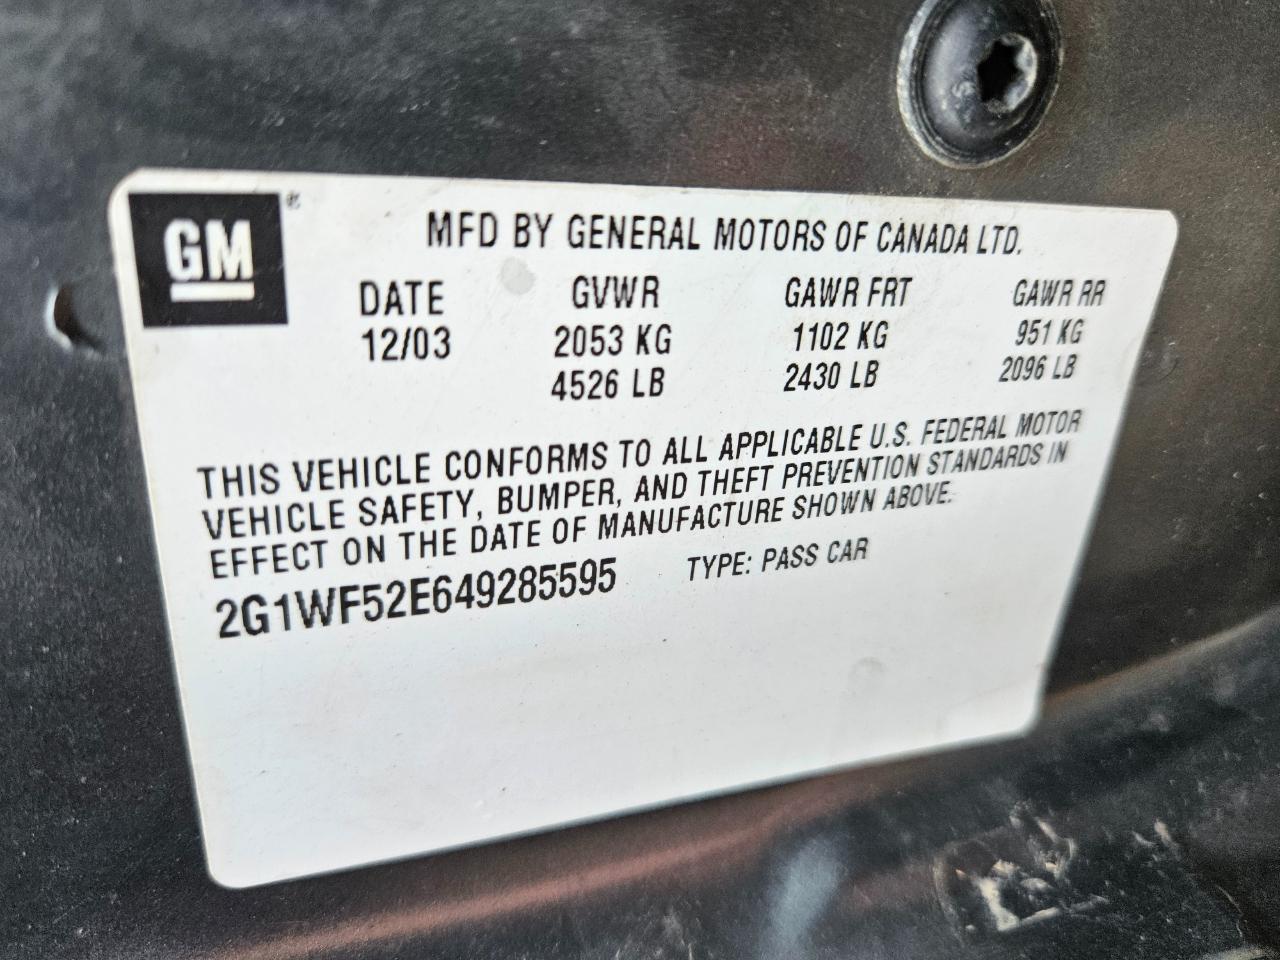 GM ®
MFD BY GENERAL MOTORS OF CANADA LTD.
DATE GVWR GAWR FRT GAWR RR
12/03 2053 KG 1102 KG 951 KG
4526 LB 2430 LB 2096 LB
THIS VEHICLE CONFORMS TO ALL APPLICABLE U.S. FEDERAL MOTOR
VEHICLE SAFETY, BUMPER, AND THEFT PREVENTION STANDARDS IN
EFFECT ON THE DATE OF MANUFACTURE SHOWN ABOVE.
2G1WF52E649285595 TYPE: PASS CAR